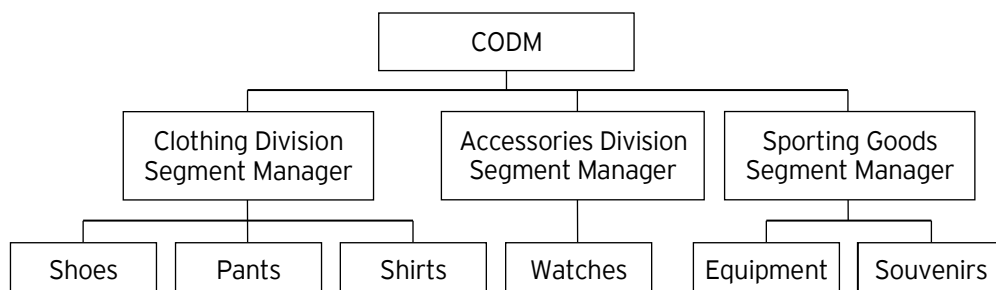 CODM
Clothing Division
Segment Manager
Accessories Division
Segment Manager
Sporting Goods
Segment Manager
Shoes
Pants
Shirts
Watches
Equipment
Souvenirs